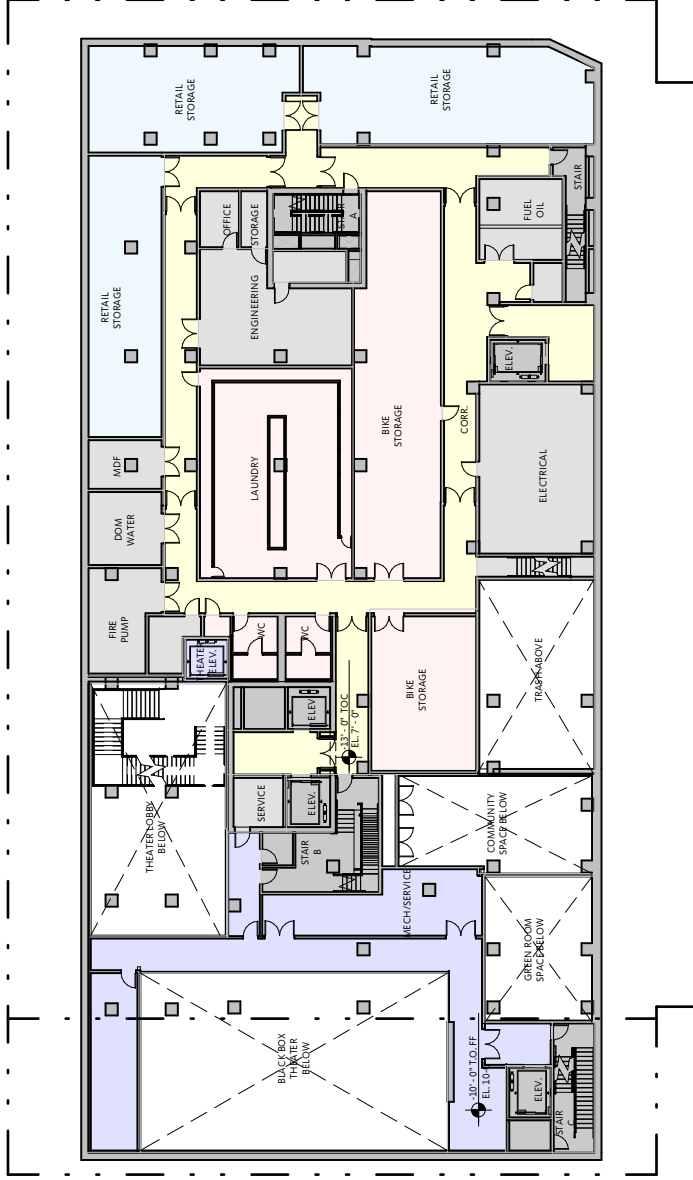 RETAIL
STORAGE
RETAIL
STORAGE
STAIR
OFFICE
STORAGE
STAIR
A
FUEL
OIL
RETAIL
STORAGE
ENGINEERING
ELEV.
BIKE
STORAGE
CORR.
MDF
LAUNDRY
ELECTRICAL
DOM
WATER
FIRE
PUMP
WC
WC
THEATER
ELEV.
BIKE
STORAGE
TRASH ABOVE
ELEV.
-13' - 0" TOC
EL. 7' - 0"
SERVICE
ELEV.
THEATER LOBBY
BELOW
STAIR
B
COMMUNITY
SPACE BELOW
MECH/SERVICE
GREEN ROOM
SPACE BELOW
BLACK BOX
THEATER
BELOW
-10' - 0" T.O. FF
EL. 10-
ELEV.
STAIR
C